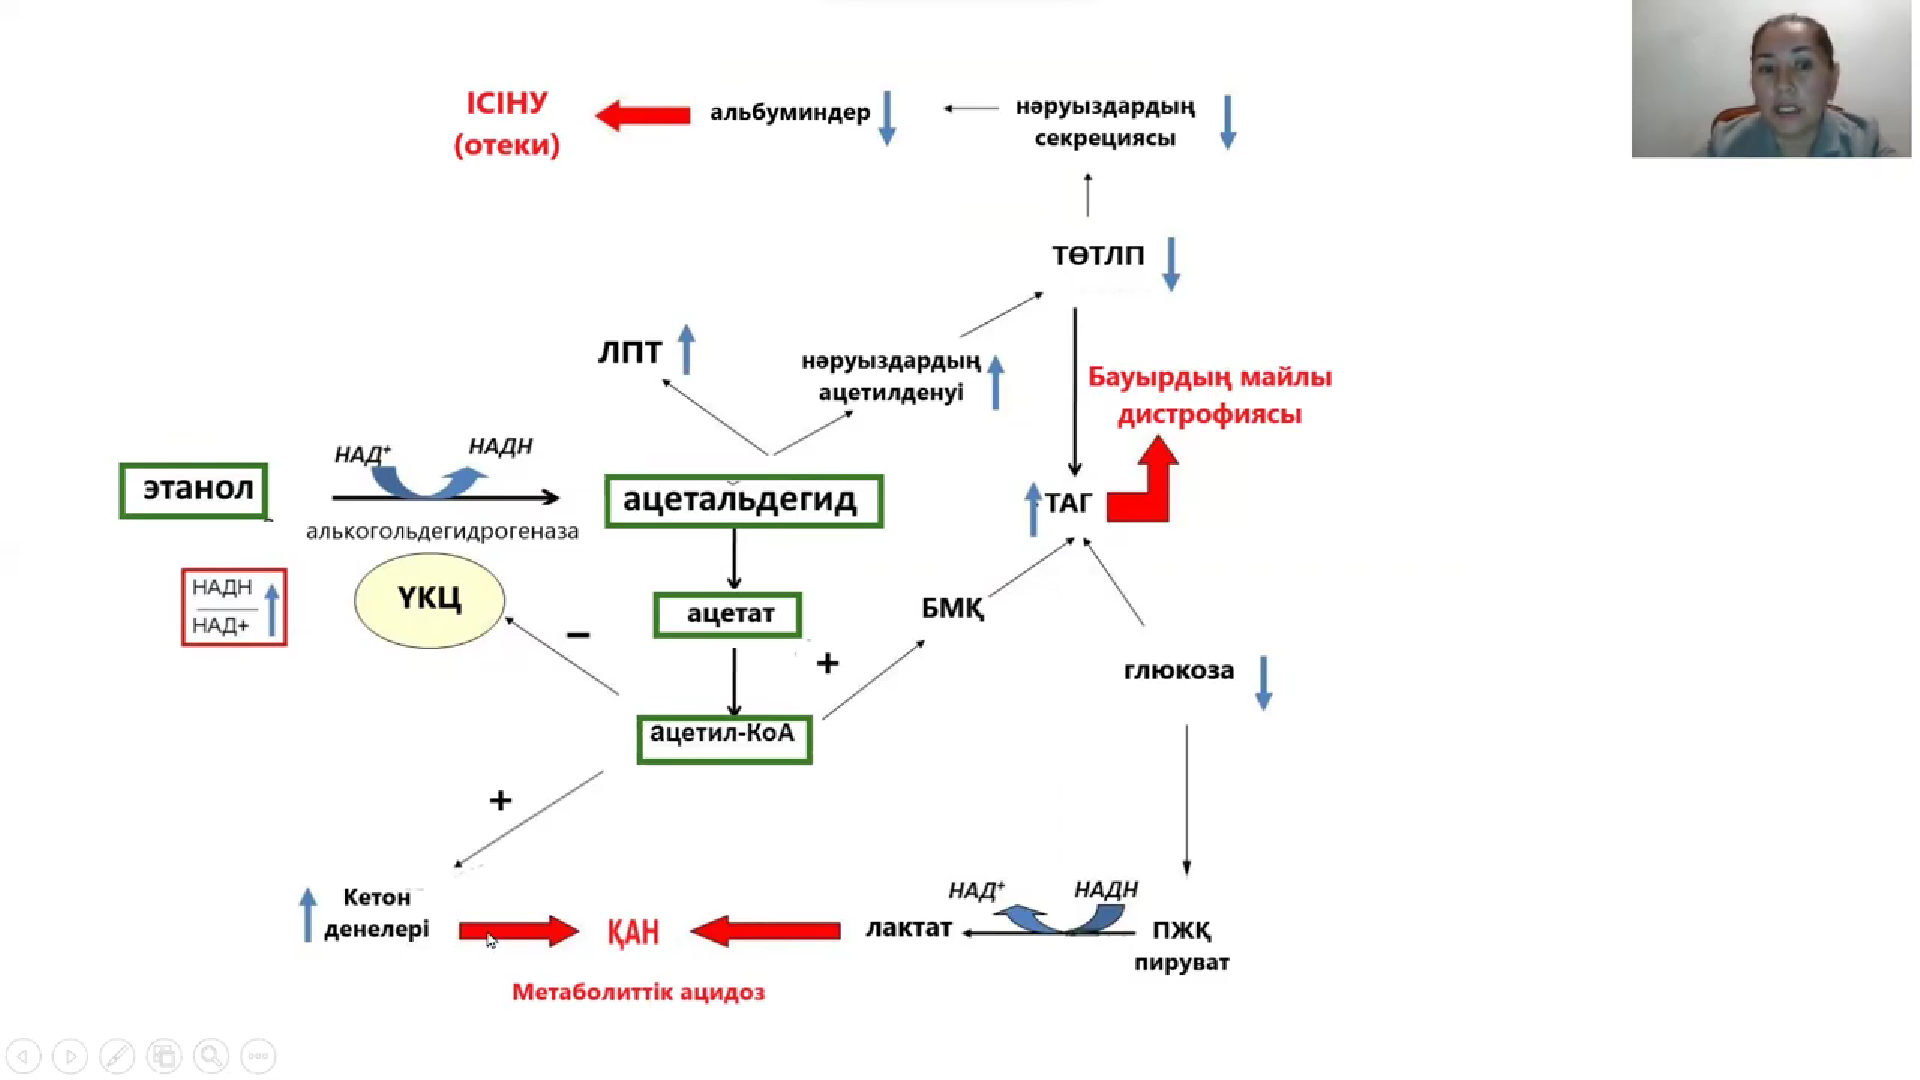 ІСІНУ
(отеки)
альбуминдер
нәруыздардың
секрециясы
ТӨТЛП
ЛПТ
нәруыздардың
ацетилденуі
Бауырдың майлы
дистрофиясы
НАД⁺
НАДН
этанол
алькогольдегидрогеназа
ацетальдегид
ТАГ
НАДН
НАД+
ҮКЦ
–
ацетат
+
БМҚ
глюкоза
ацетил-КоА
+
Кетон
денелері
ҚАН
лактат
НАД⁺
НАДН
ПЖҚ
пируват
Метаболиттік ацидоз